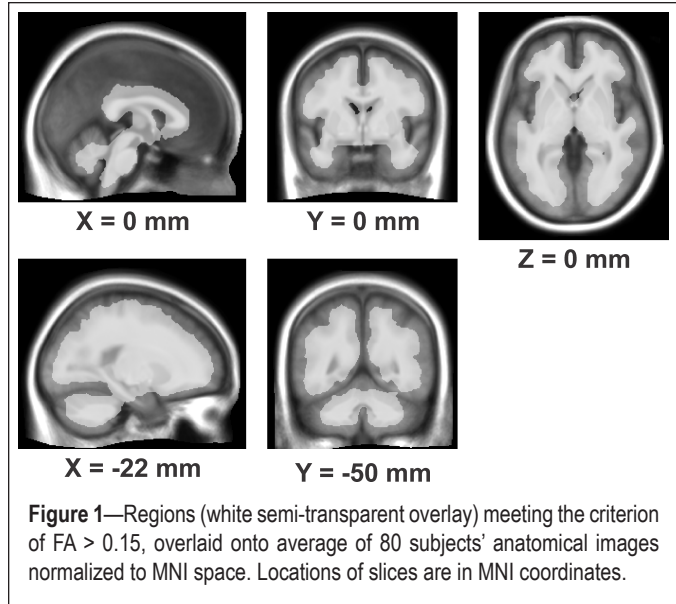 X = 0 mm
Y = 0 mm
Z = 0 mm
X = -22 mm
Y = -50 mm
Figure 1—Regions (white semi-transparent overlay) meeting the criterion
of FA > 0.15, overlaid onto average of 80 subjects’ anatomical images
normalized to MNI space. Locations of slices are in MNI coordinates.